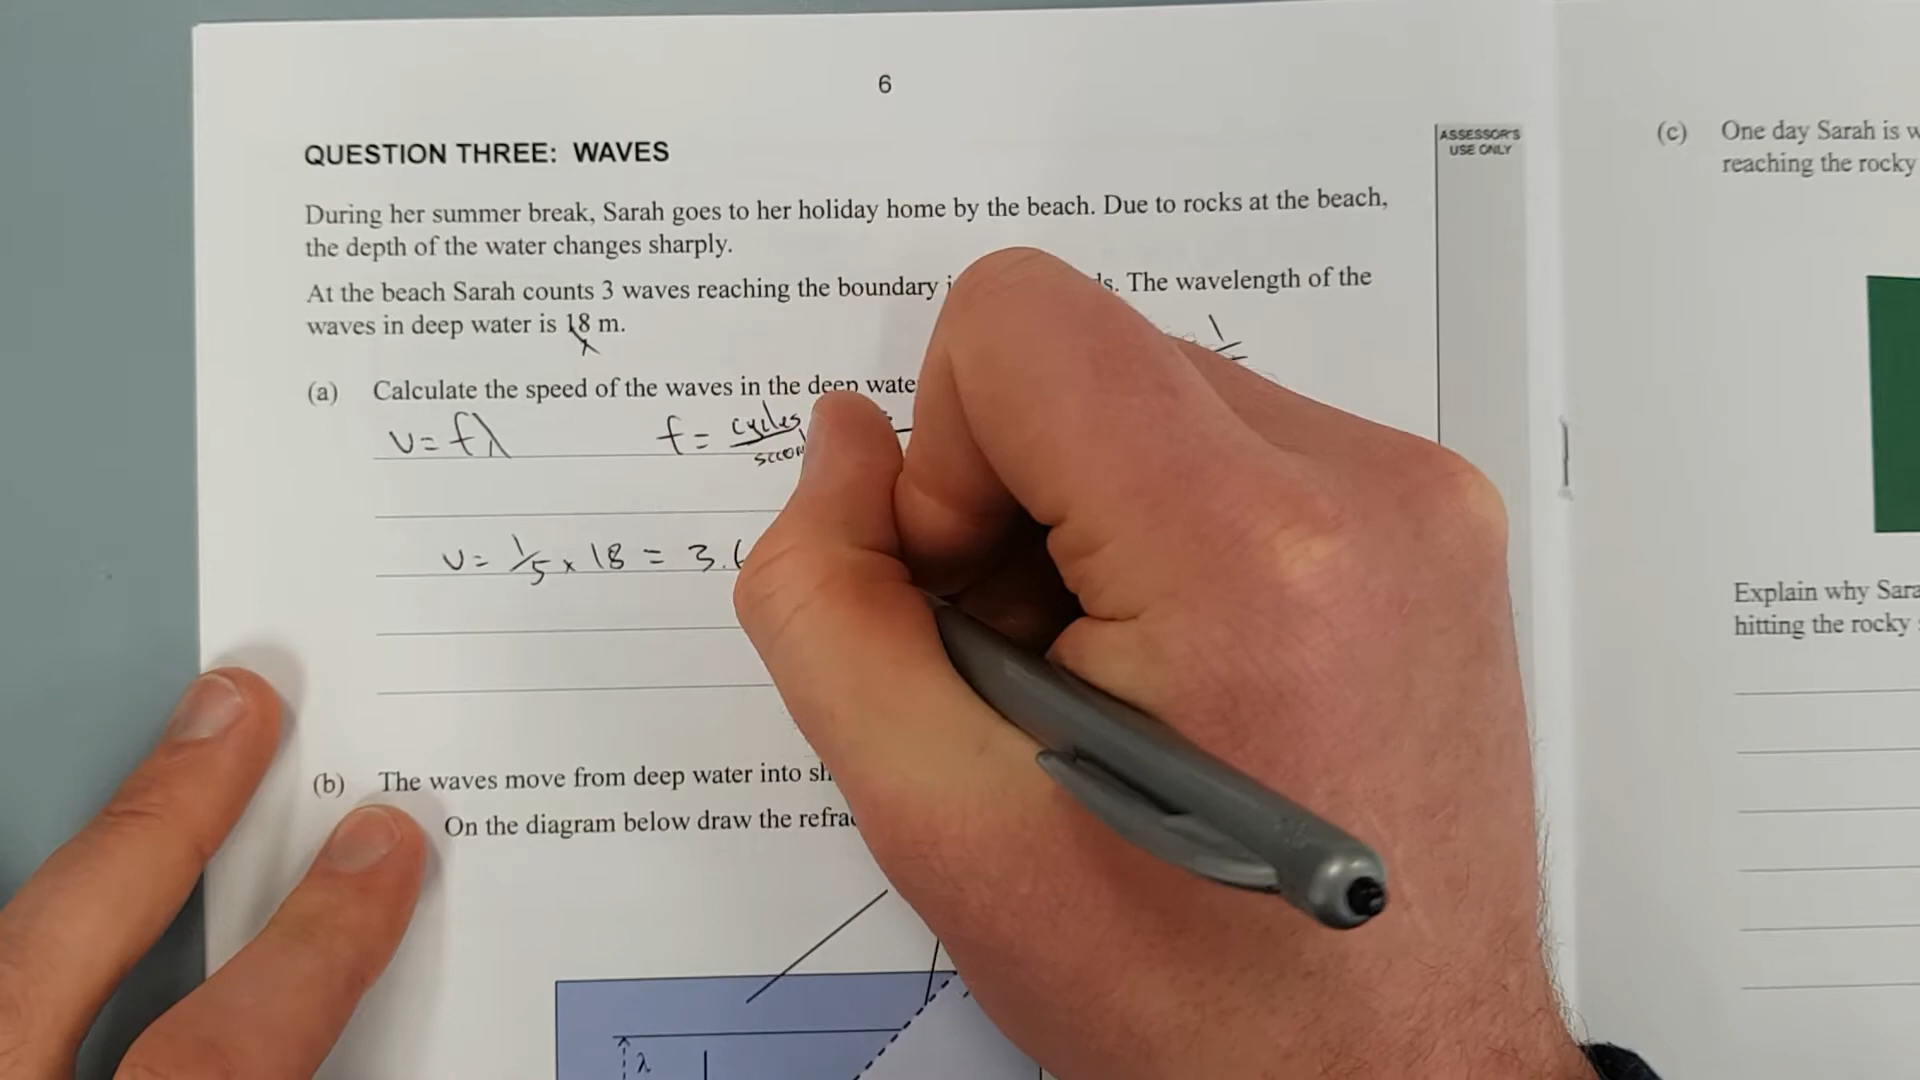 6
QUESTION THREE: WAVES
ASSESSOR'S
USE ONLY
During her summer break, Sarah goes to her holiday home by the beach. Due to rocks at the beach,
the depth of the water changes sharply.
At the beach Sarah counts 3 waves reaching the boundary The wavelength of the
waves in deep water is 18 m.
λ
(a) Calculate the speed of the waves in the deep
v = fλ f = cycles
v = 1/5 x 18 = 3.6
(b) The waves move from deep water into
On the diagram below draw the
λ
(c) One day Sarah is
reaching the rocky
Explain why
hitting the rocky